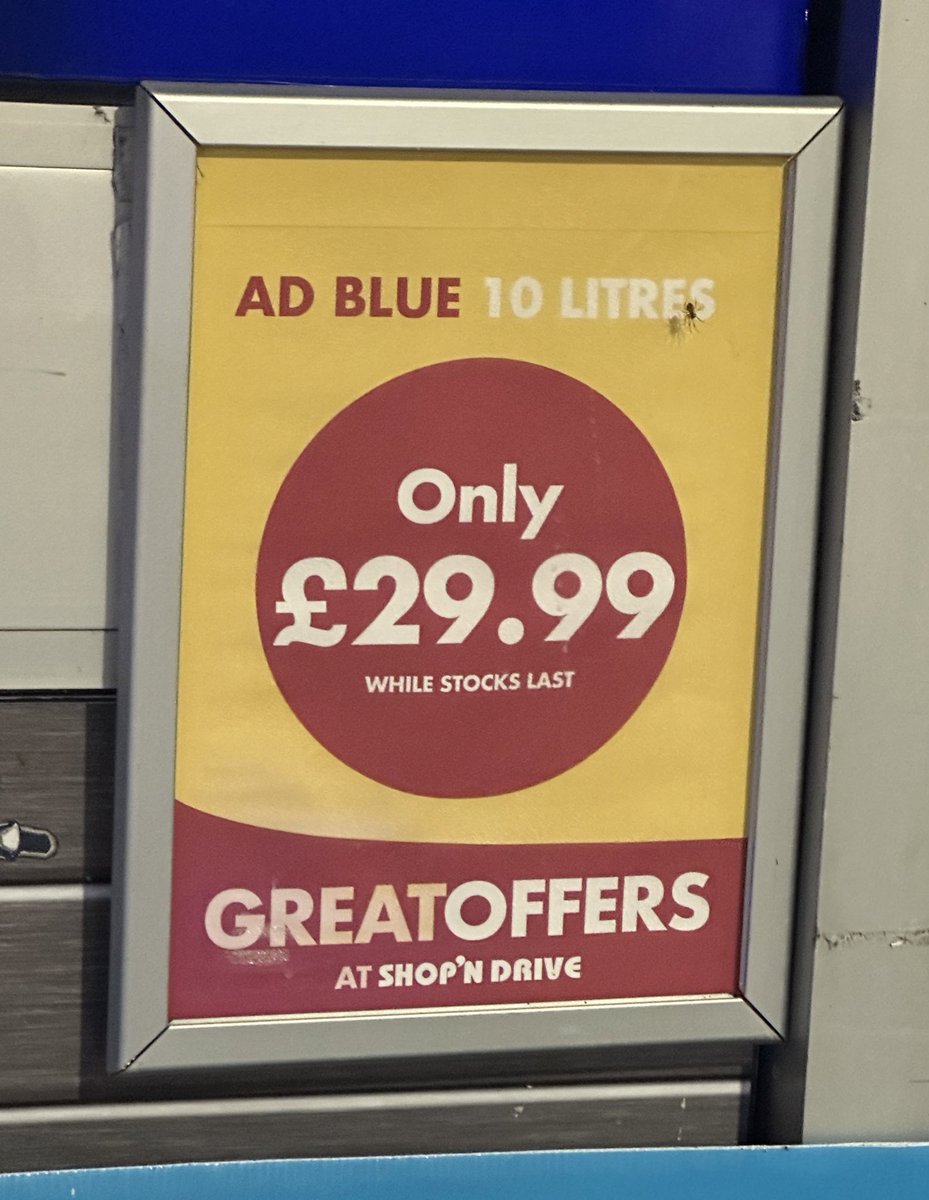 AD BLUE 10 LITRES
Only
£29.99
WHILE STOCKS LAST
GREATOFFERS
AT SHOP'N DRIVE